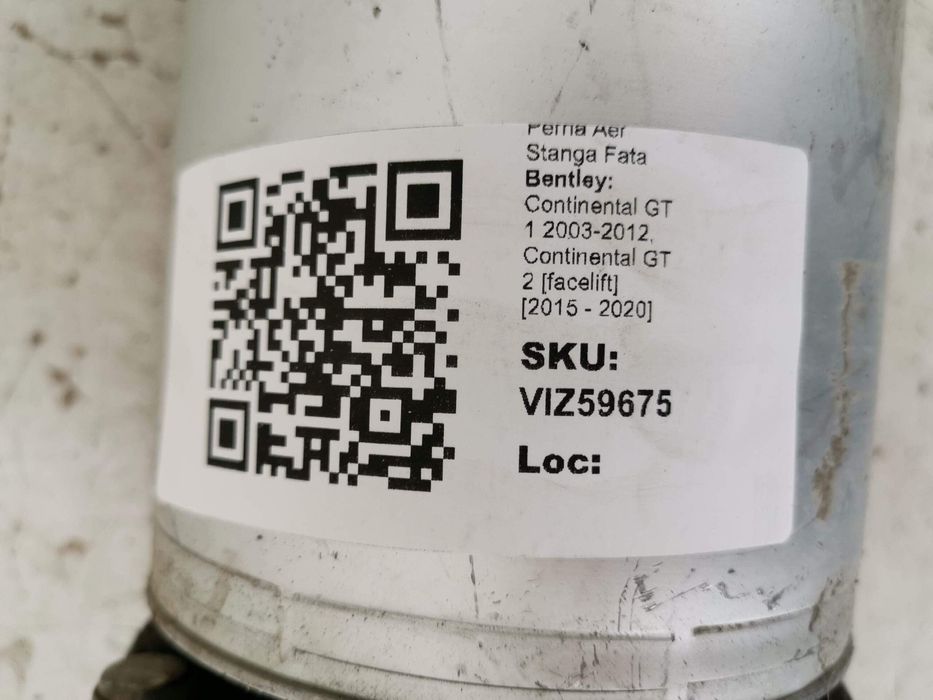 Perna Aer
Stanga Fata
Bentley:
Continental GT
1 2003-2012,
Continental GT
2 [facelift]
[2015 - 2020]
SKU:
VIZ59675
Loc: